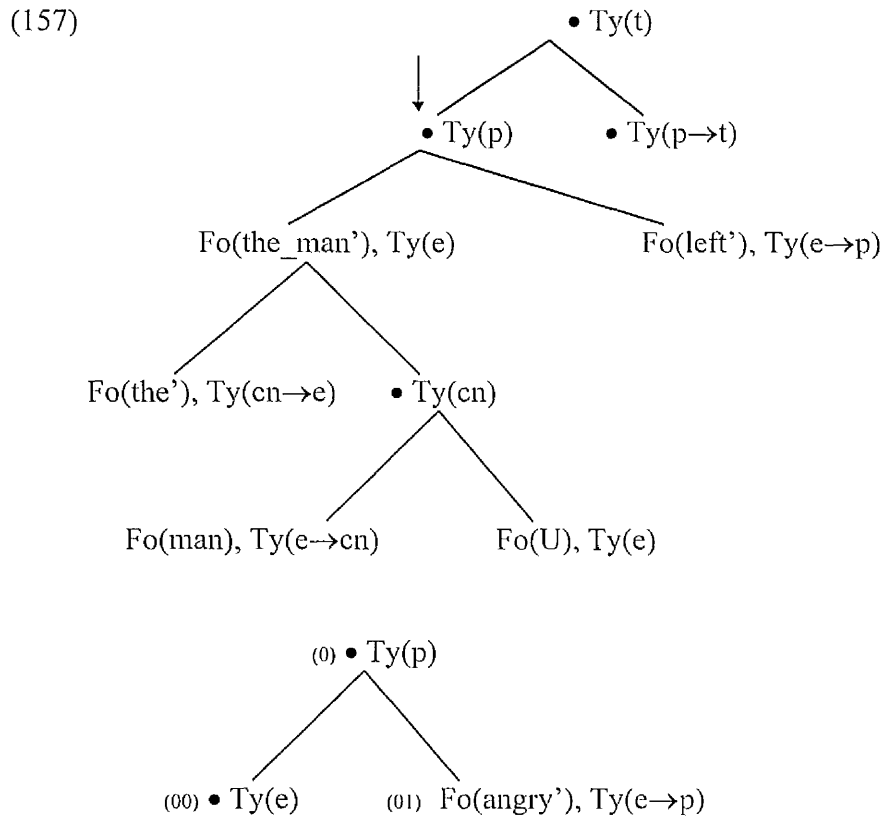 (157)
• Ty(t)
• Ty(p) • Ty(p→t)
Fo(the_man’), Ty(e) Fo(left’), Ty(e→p)
Fo(the’), Ty(cn→e) • Ty(cn)
Fo(man), Ty(e→cn) Fo(U), Ty(e)
(0) • Ty(p)
(00) • Ty(e) (01) Fo(angry’), Ty(e→p)